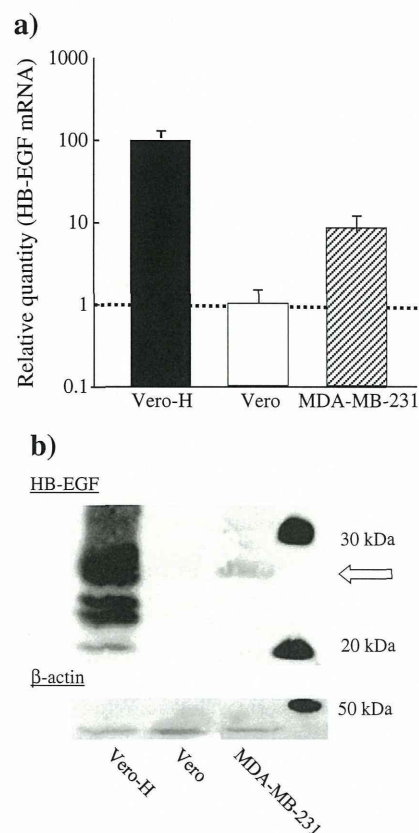 a)
Relative quantity (HB-EGF mRNA)
1000
100
10
1
0.1
Vero-H Vero MDA-MB-231
b)
HB-EGF
30 kDa
20 kDa
β-actin
50 kDa
Vero-H Vero MDA-MB-231